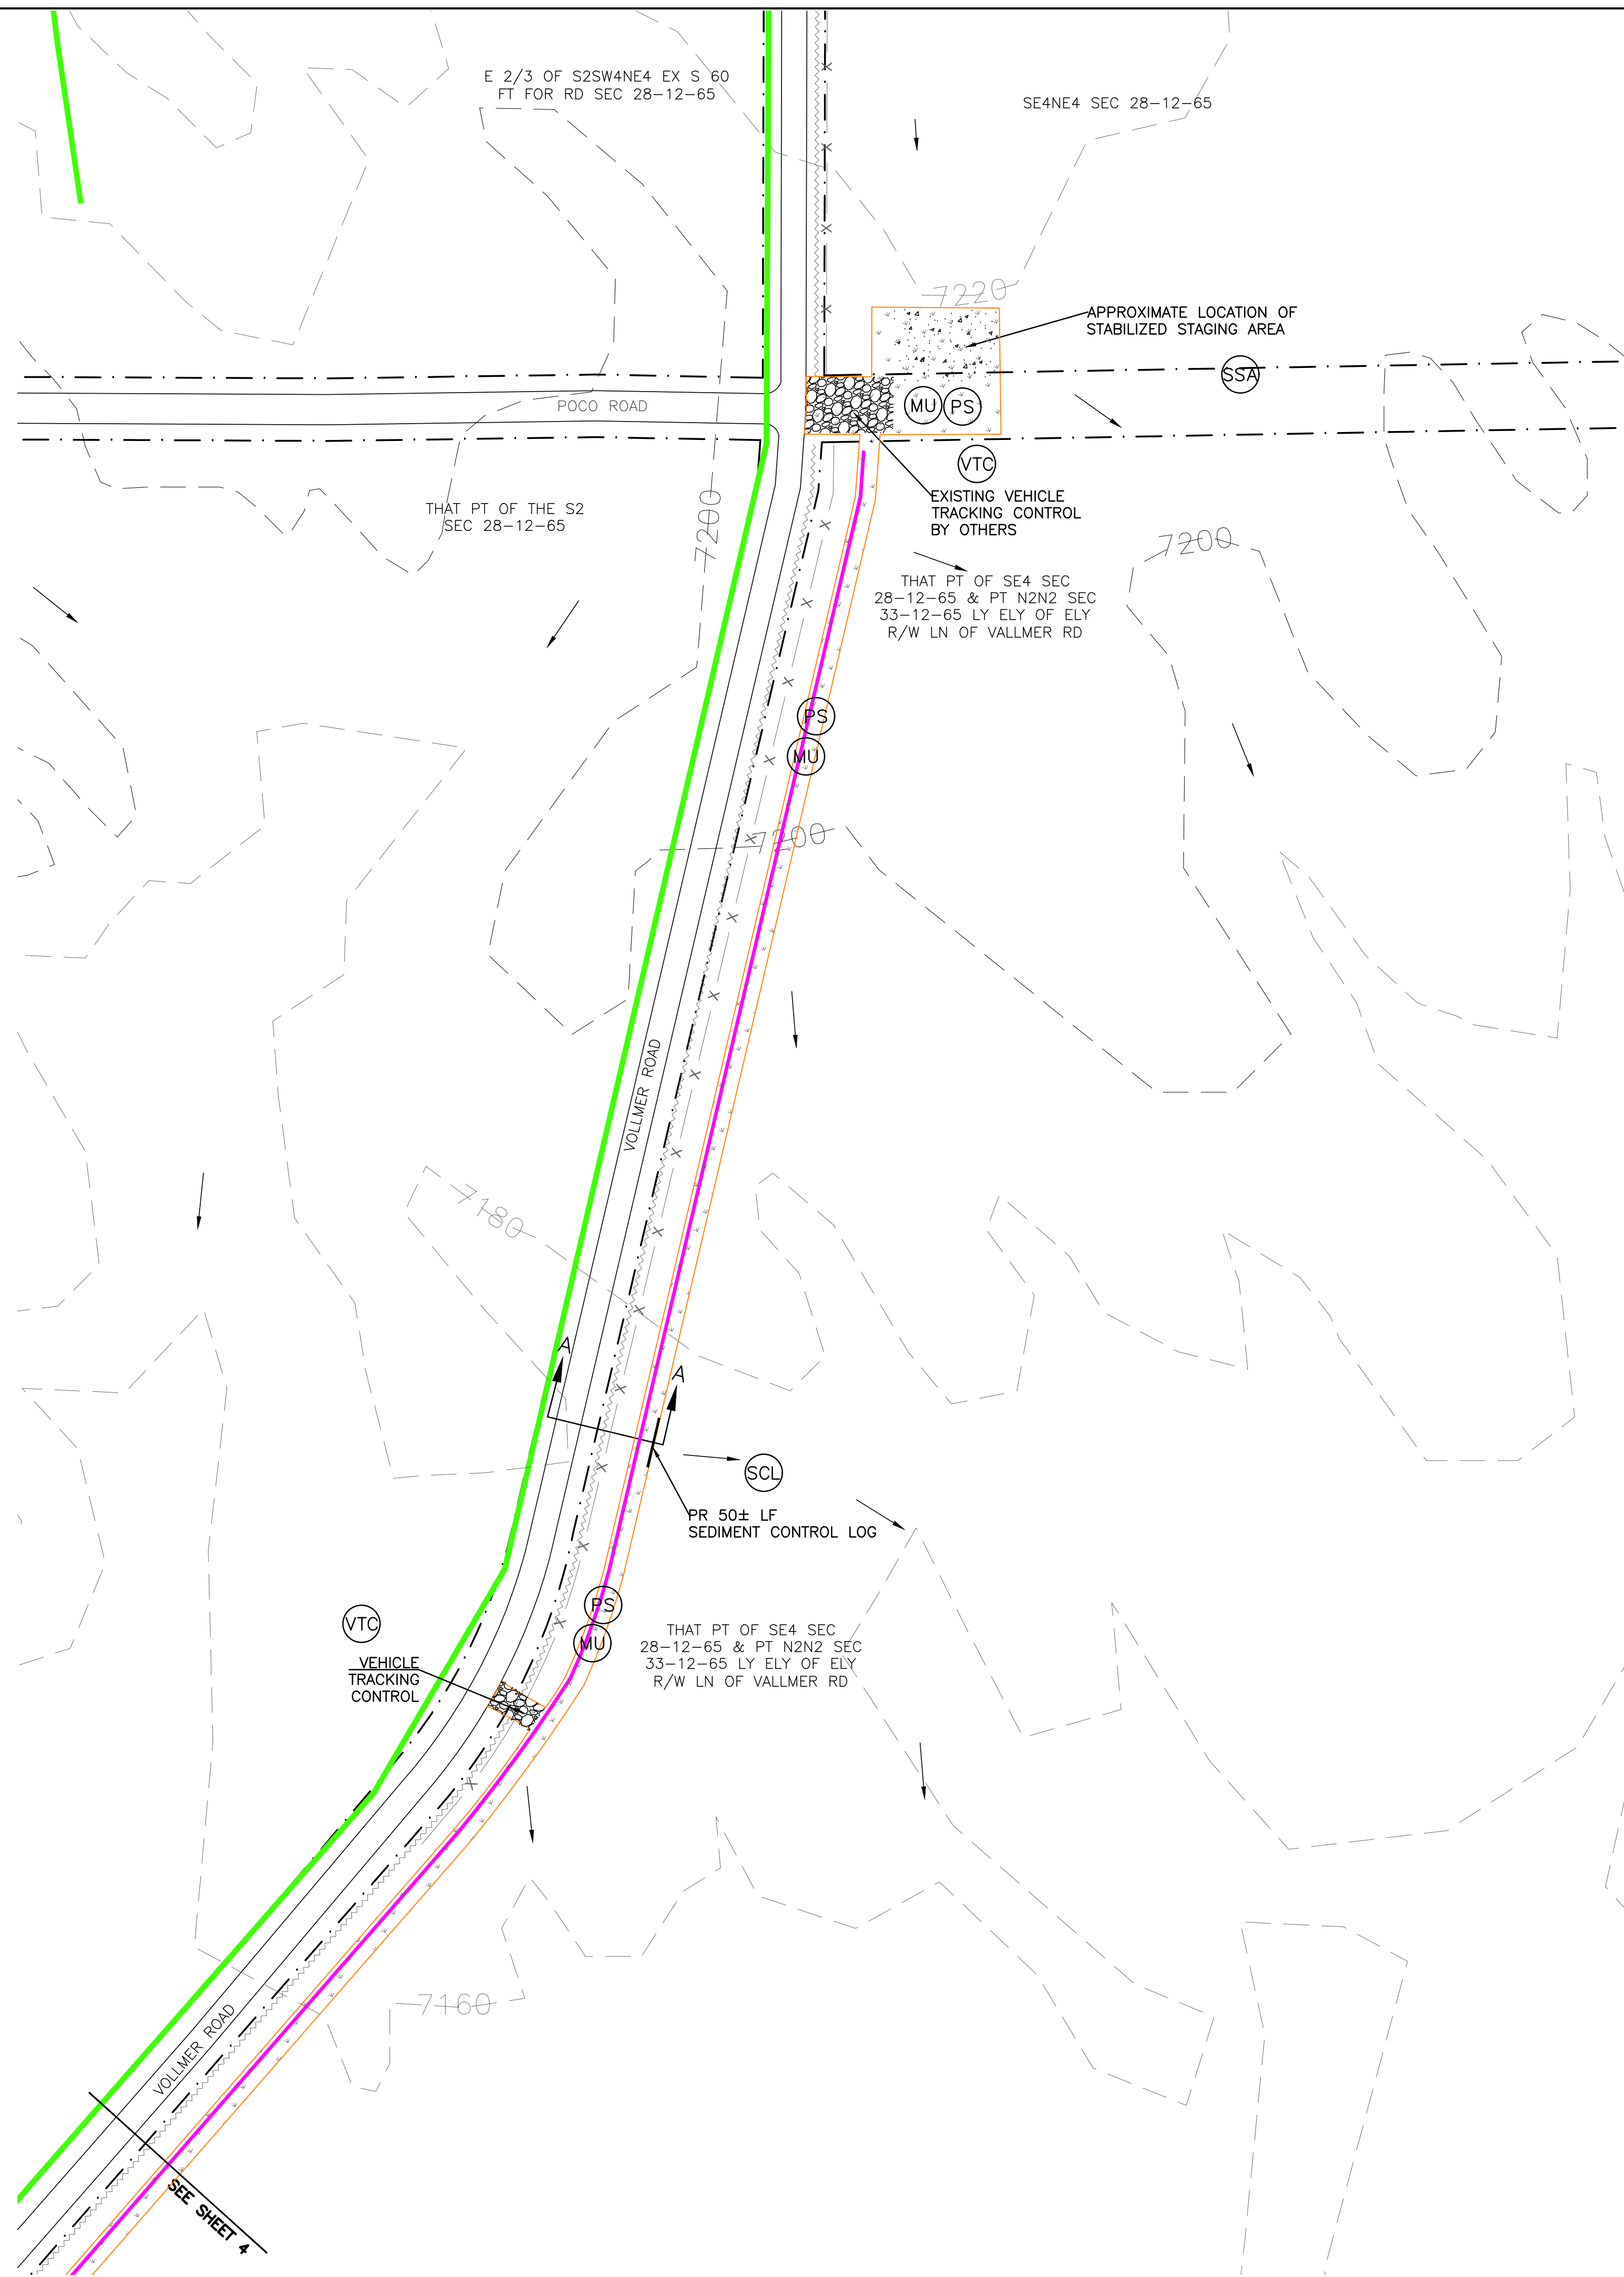 E 2/3 OF S2SW4NE4 EX S 60
FT FOR RD SEC 28-12-65
SE4NE4 SEC 28-12-65
7220
APPROXIMATE LOCATION OF
STABILIZED STAGING AREA
SSA
POCO ROAD
MU
PS
VTC
EXISTING VEHICLE
TRACKING CONTROL
BY OTHERS
THAT PT OF THE S2
SEC 28-12-65
7200
7200
THAT PT OF SE4 SEC
28-12-65 & PT N2N2 SEC
33-12-65 LY ELY OF ELY
R/W LN OF VALLMER RD
PS
MU
7200
VOLLMER ROAD
7180
A
A
SCL
PR 50± LF
SEDIMENT CONTROL LOG
PS
MU
VTC
VEHICLE
TRACKING
CONTROL
THAT PT OF SE4 SEC
28-12-65 & PT N2N2 SEC
33-12-65 LY ELY OF ELY
R/W LN OF VALLMER RD
7160
VOLLMER ROAD
SEE SHEET 4